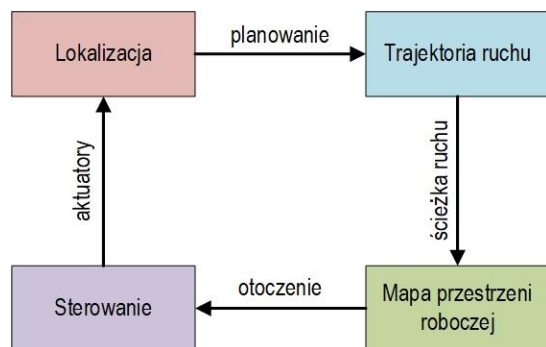 Lokalizacja
planowanie
Trajektoria ruchu
aktuatory
ścieżka ruchu
Sterowanie
otoczenie
Mapa przestrzeni
roboczej